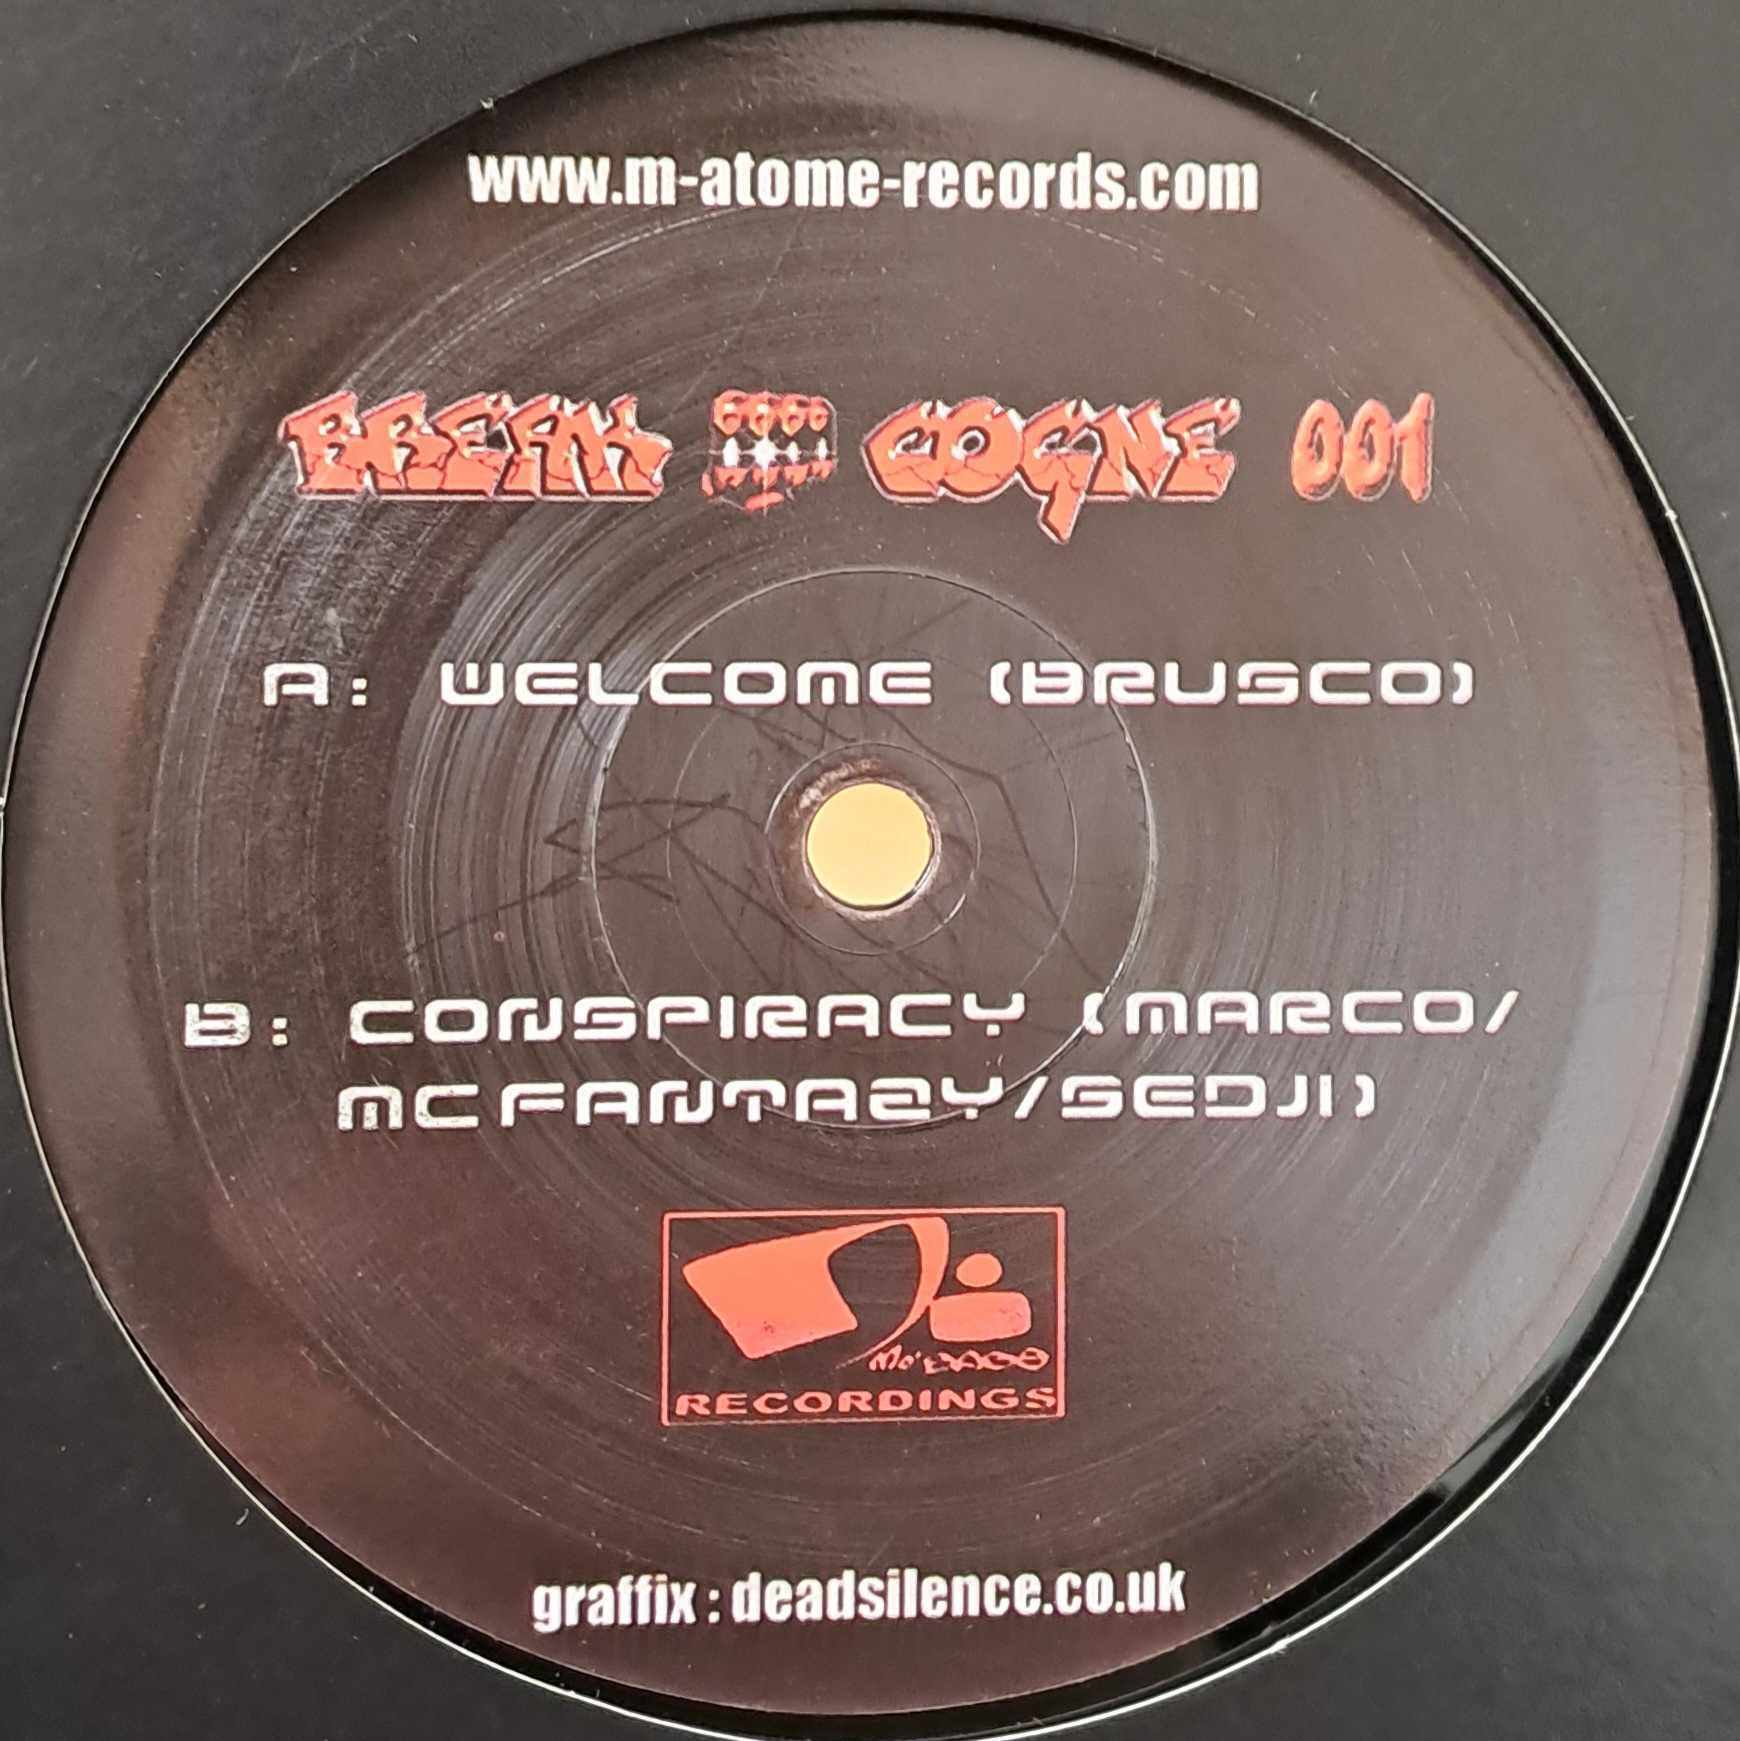 www.m-atome-records.com
BREAK COGNE 001
A: WELCOME (BRUSCO)
B: CONSPIRACY (MARCO/
MC FANTAZY/SEDJI)
RECORDINGS
graffix : deadsilence.co.uk